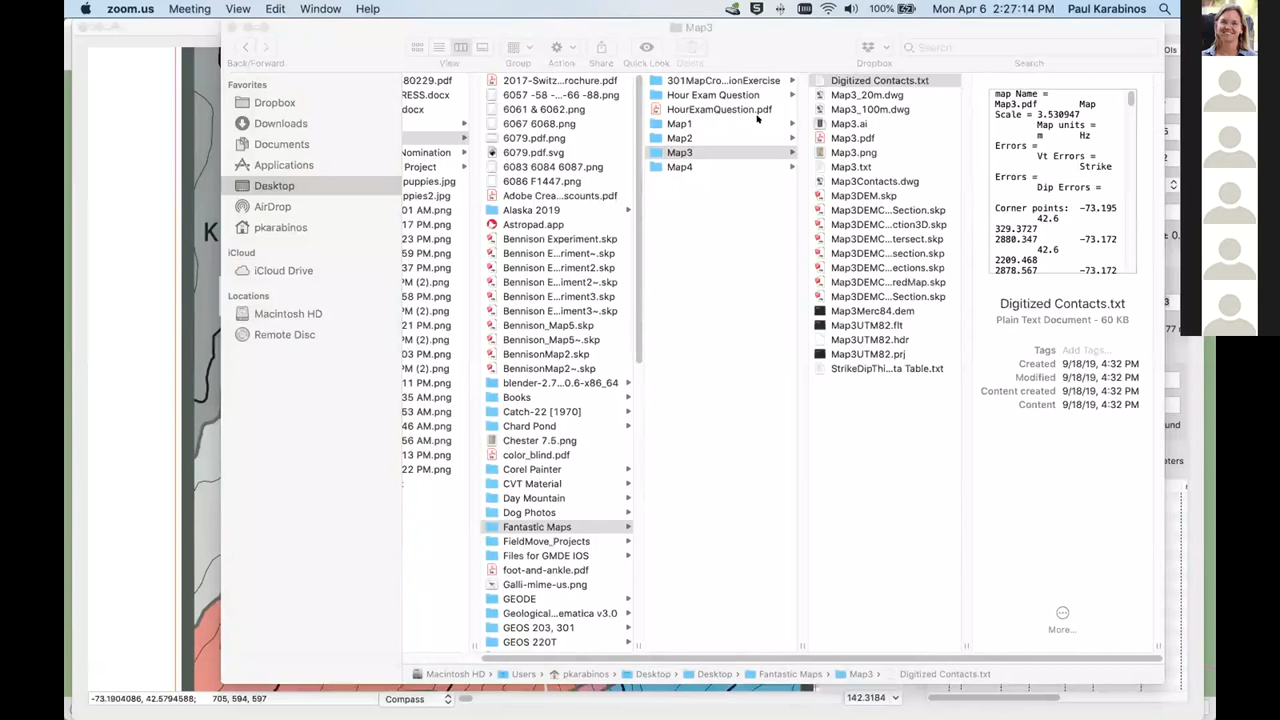 zoom.us Meeting View Edit Window Help 100% Mon Apr 6 2:27:14 PM Paul Karabinos
Map3
Back/Forward View Group Action Share Quick Look Dropbox Search
Search
Favorites
Dropbox
Downloads
Documents
Applications
Desktop
AirDrop
pkarabinos
iCloud
iCloud Drive
Locations
Macintosh HD
Remote Disc
80229.pdf
RESS.docx
docx
Nomination
Project
puppies.jpg
ppies2.jpg
01 AM.png
17 PM.png
23 PM.png
59 PM.png
37 PM.png
PM (2).png
58 PM.png
21 PM.png
PM (2).png
03 PM.png
PM (2).png
11 PM.png
35 AM.png
53 AM.png
46 AM.png
56 AM.png
13 PM.png
22 PM.png
2017-Switz...rochure.pdf
6057 -58 -...-66 -88.png
6061 & 6062.png
6067 6068.png
6079.pdf.png
6079.pdf.svg
6083 6084 6087.png
6086 F1447.png
Adobe Crea...scounts.pdf
Alaska 2019
Astropad.app
Bennison Experiment.skp
Bennison E...riment~.skp
Bennison E...riment2.skp
Bennison E...iment2~.skp
Bennison E...riment3.skp
Bennison E...iment3~.skp
Bennison_Map5.skp
Bennison_Map5~.skp
BennisonMap2.skp
BennisonMap2~.skp
blender-2.7...0.6-x86_64
Books
Catch-22 [1970]
Chard Pond
Chester 7.5.png
color_blind.pdf
Corel Painter
CVT Material
Day Mountain
Dog Photos
Fantastic Maps
FieldMove_Projects
Files for GMDE IOS
foot-and-ankle.pdf
Galli-mime-us.png
GEODE
Geological...ematica v3.0
GEOS 203, 301
GEOS 220T
301MapCro...ionExercise
Hour Exam Question
HourExamQuestion.pdf
Map1
Map2
Map3
Map4
Digitized Contacts.txt
Map3_20m.dwg
Map3_100m.dwg
Map3.ai
Map3.pdf
Map3.png
Map3.txt
Map3Contacts.dwg
Map3DEM.skp
Map3DEMC...Section.skp
Map3DEMC...ction3D.skp
Map3DEMC...tersect.skp
Map3DEMC...section.skp
Map3DEMC...ections.skp
Map3DEMC...redMap.skp
Map3DEMC...Section.skp
Map3Merc84.dem
Map3UTM82.flt
Map3UTM82.hdr
Map3UTM82.prj
StrikeDipThi...ta Table.txt
map Name =
Map3.pdf Map
Scale = 3.530947
Map units =
m Hz
Errors =
Vt Errors =
Strike
Errors =
Dip Errors =
Corner points: -73.195
42.6
329.3727
2880.347 -73.172
42.6
2209.468
2878.567 -73.172
Digitized Contacts.txt
Plain Text Document - 60 KB
Tags Add Tags...
Created 9/18/19, 4:32 PM
Modified 9/18/19, 4:32 PM
Content created 9/18/19, 4:32 PM
Content 9/18/19, 4:32 PM
More...
Macintosh HD › Users › pkarabinos › Desktop › Desktop › Fantastic Maps › Map3 › Digitized Contacts.txt
-73.1904086, 42.5794588; 705, 594, 597 Compass 142.3184
K
ols
und
eters